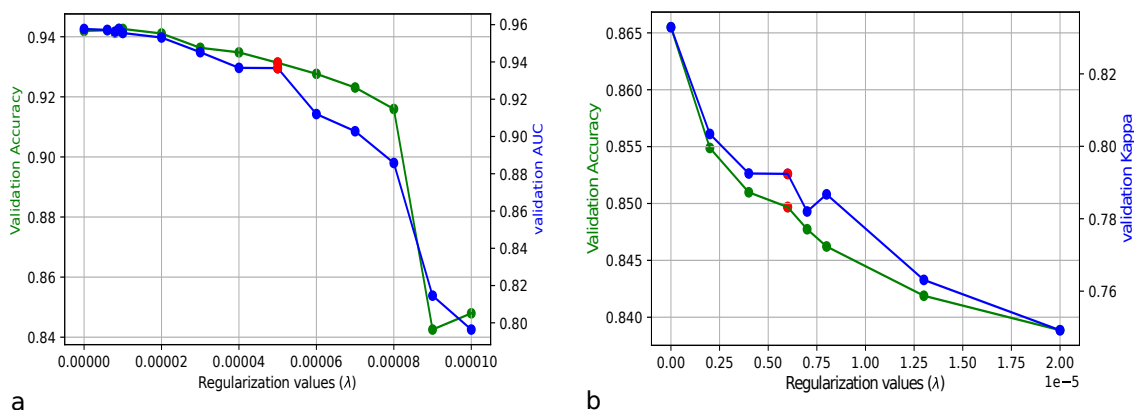 0.94
0.92
0.90
0.88
0.86
0.84
Validation Accuracy
0.96
0.94
0.92
0.90
0.88
0.86
0.84
0.82
0.80
validation AUC
0.00000 0.00002 0.00004 0.00006 0.00008 0.00010
Regularization values (λ)
a
0.865
0.860
0.855
0.850
0.845
0.840
Validation Accuracy
0.82
0.80
0.78
0.76
validation Kappa
0.00 0.25 0.50 0.75 1.00 1.25 1.50 1.75 2.00
1e−5
Regularization values (λ)
b